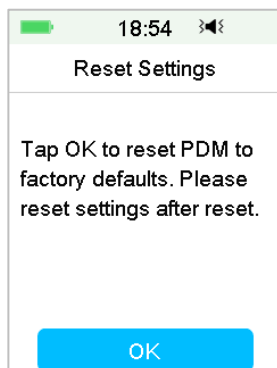 18:54
Reset Settings
Tap OK to reset PDM to
factory defaults. Please
reset settings after reset.
OK